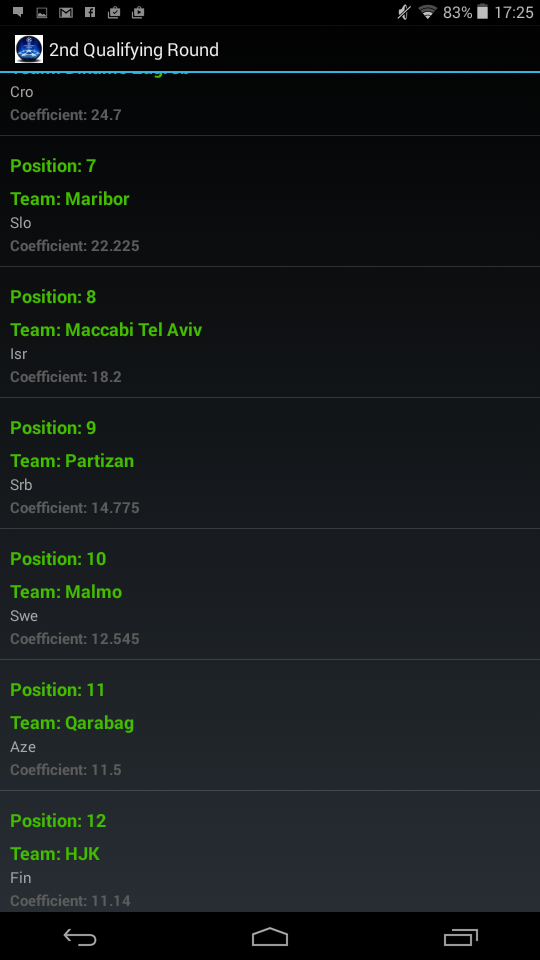 83% 17:25
2nd Qualifying Round
Team: Dinamo Zagreb
Cro
Coefficient: 24.7
Position: 7
Team: Maribor
Slo
Coefficient: 22.225
Position: 8
Team: Maccabi Tel Aviv
Isr
Coefficient: 18.2
Position: 9
Team: Partizan
Srb
Coefficient: 14.775
Position: 10
Team: Malmo
Swe
Coefficient: 12.545
Position: 11
Team: Qarabag
Aze
Coefficient: 11.5
Position: 12
Team: HJK
Fin
Coefficient: 11.14